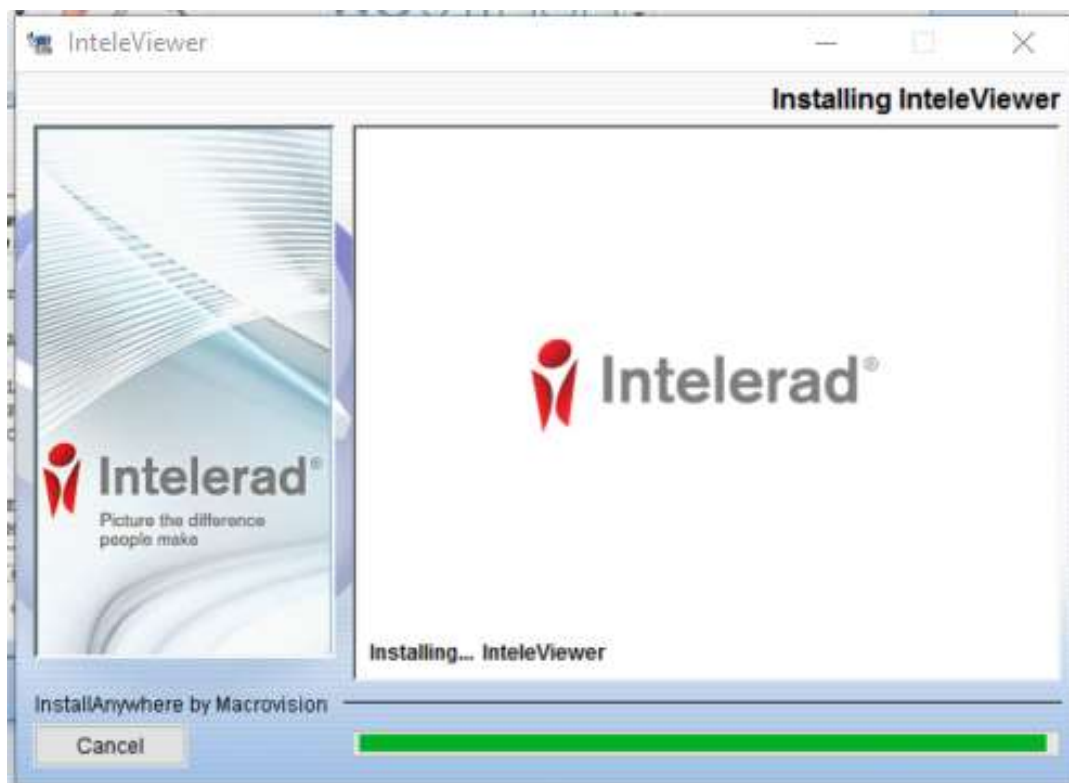 InteleViewer
Installing InteleViewer
Intelerad®
Picture the difference
people make
Intelerad®
Installing... InteleViewer
InstallAnywhere by Macrovision
Cancel